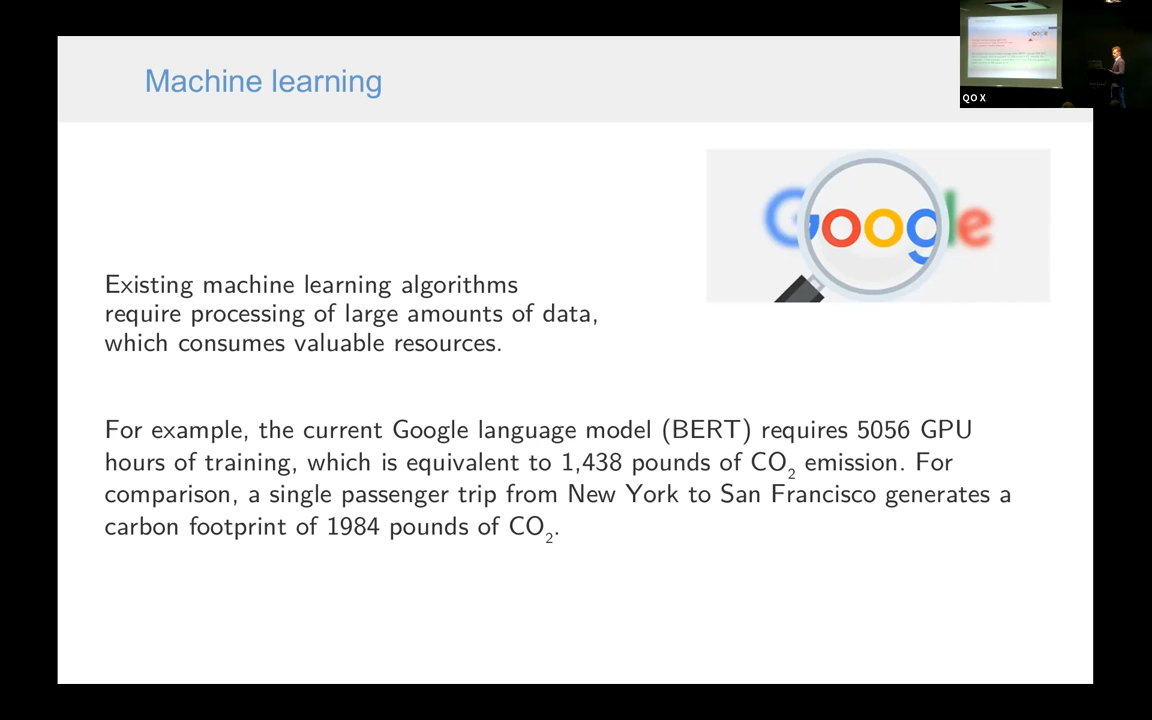 Machine learning
QOX
Google
Existing machine learning algorithms
require processing of large amounts of data,
which consumes valuable resources.
For example, the current Google language model (BERT) requires 5056 GPU
hours of training, which is equivalent to 1,438 pounds of CO₂ emission. For
comparison, a single passenger trip from New York to San Francisco generates a
carbon footprint of 1984 pounds of CO₂.